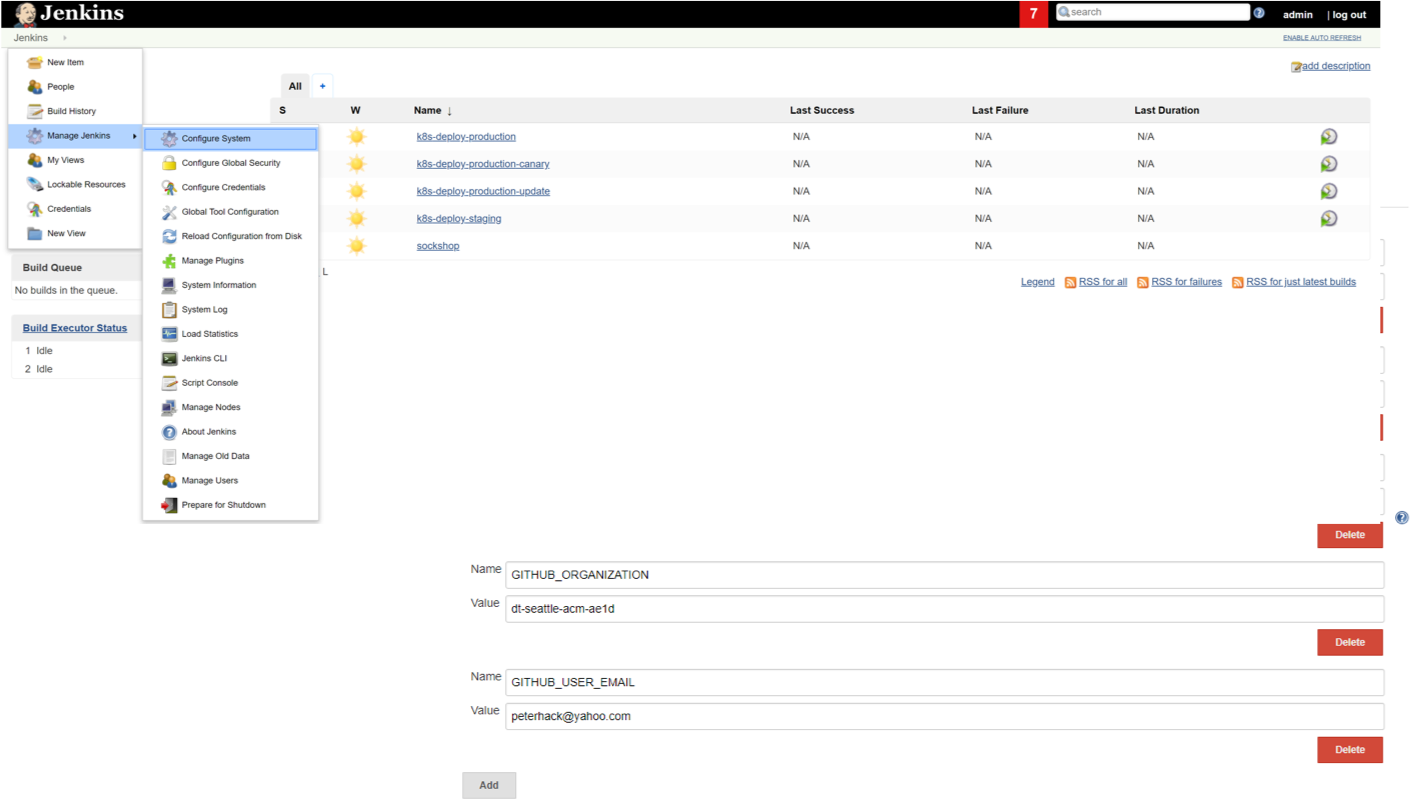 Jenkins
7
search
admin
| log out
Jenkins
ENABLE AUTO REFRESH
New Item
People
Build History
Manage Jenkins
My Views
Lockable Resources
Credentials
New View
Configure System
Configure Global Security
Configure Credentials
Global Tool Configuration
Reload Configuration from Disk
Manage Plugins
System Information
System Log
Load Statistics
Jenkins CLI
Script Console
Manage Nodes
About Jenkins
Manage Old Data
Manage Users
Prepare for Shutdown
add description
All +
S W Name ↓ Last Success Last Failure Last Duration
k8s-deploy-production N/A N/A N/A
k8s-deploy-production-canary N/A N/A N/A
k8s-deploy-production-update N/A N/A N/A
k8s-deploy-staging N/A N/A N/A
sockshop N/A N/A N/A
L
Legend RSS for all RSS for failures RSS for just latest builds
Build Queue
No builds in the queue.
Build Executor Status
1 Idle
2 Idle
Delete
Name GITHUB_ORGANIZATION
Value dt-seattle-acm-ae1d
Delete
Name GITHUB_USER_EMAIL
Value peterhack@yahoo.com
Delete
Add